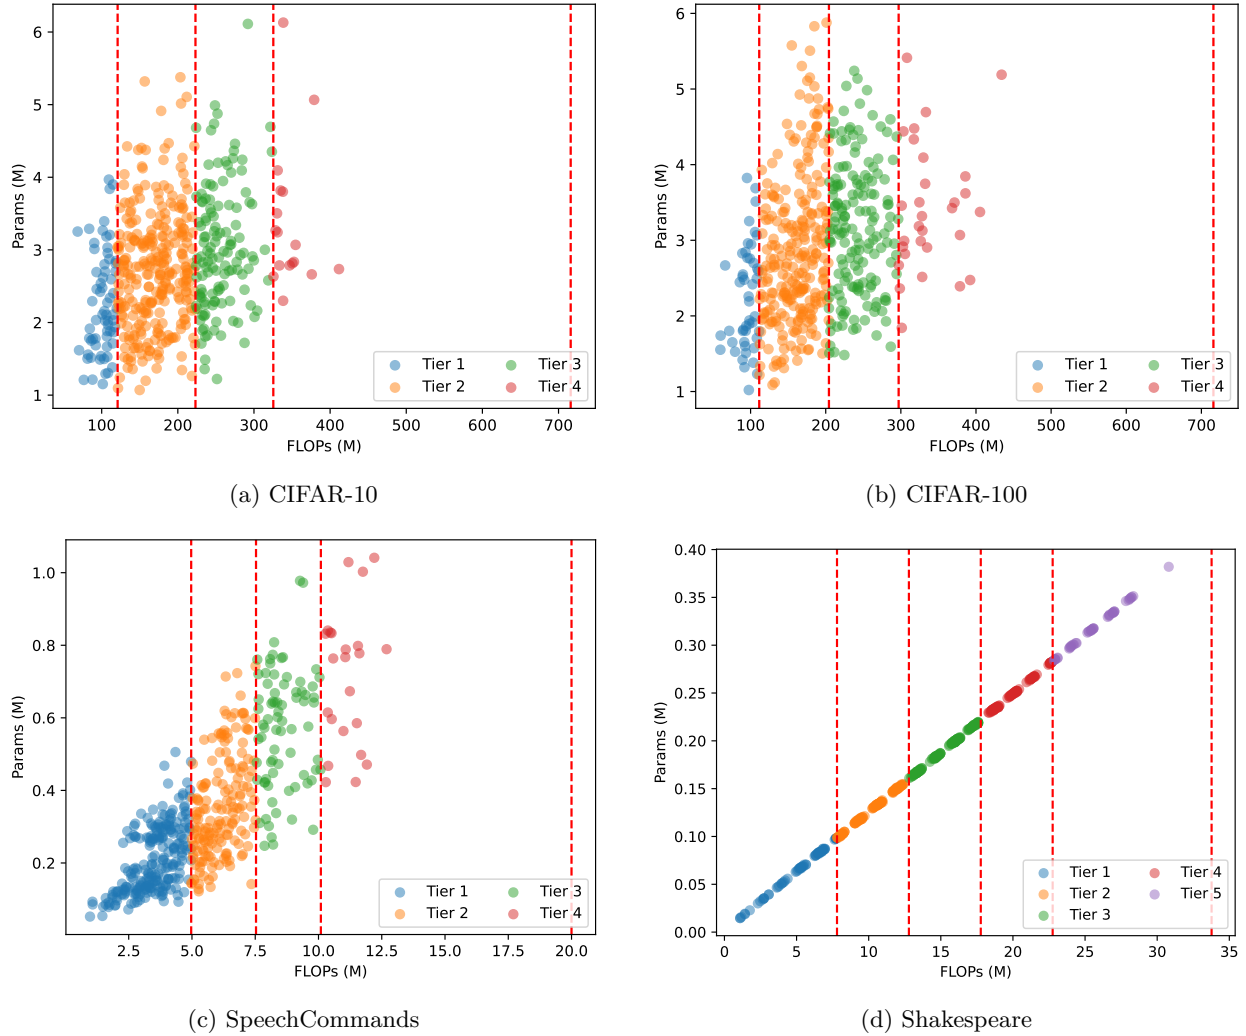 6
5
4
3
2
1
Params (M)
100
200
300
400
500
600
700
FLOPs (M)
Tier 1
Tier 2
Tier 3
Tier 4
(a) CIFAR-10
6
5
4
3
2
1
Params (M)
100
200
300
400
500
600
700
FLOPs (M)
Tier 1
Tier 2
Tier 3
Tier 4
(b) CIFAR-100
1.0
0.8
0.6
0.4
0.2
Params (M)
2.5
5.0
7.5
10.0
12.5
15.0
17.5
20.0
FLOPs (M)
Tier 1
Tier 2
Tier 3
Tier 4
(c) SpeechCommands
0.40
0.35
0.30
0.25
0.20
0.15
0.10
0.05
0.00
Params (M)
0
5
10
15
20
25
30
35
FLOPs (M)
Tier 1
Tier 2
Tier 3
Tier 4
Tier 5
(d) Shakespeare